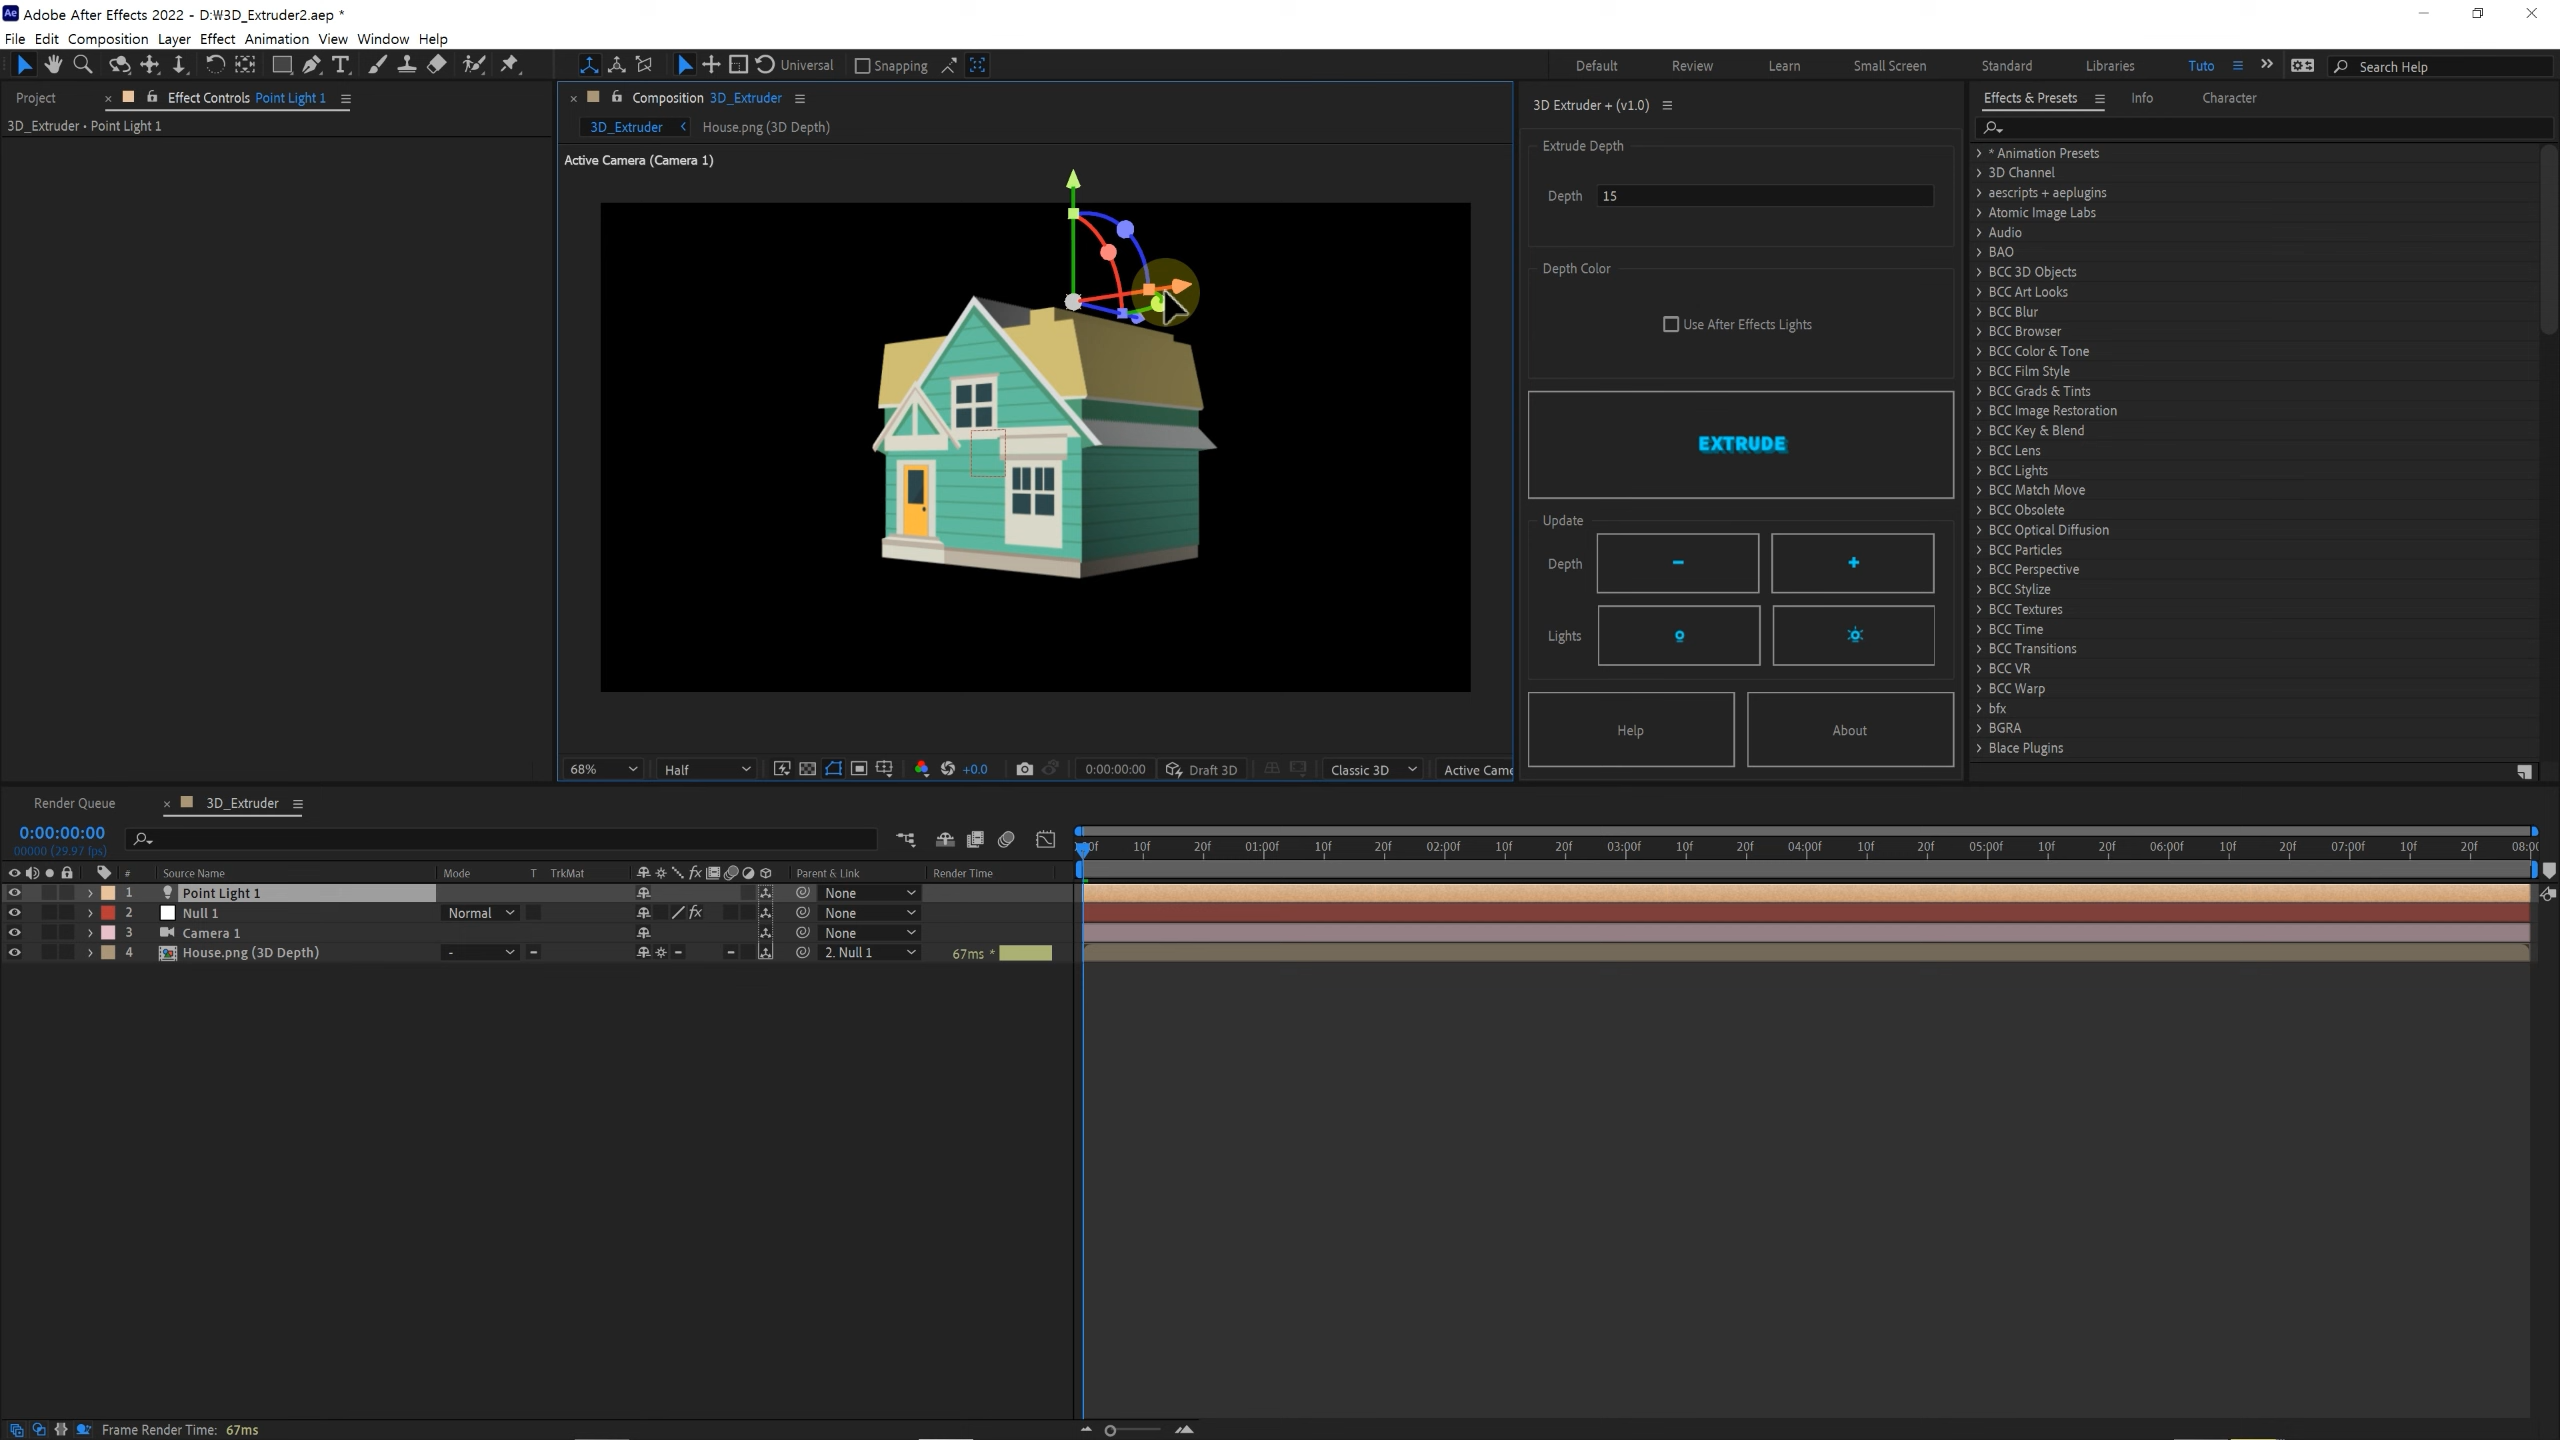 Adobe After Effects 2022 - D:₩3D_Extruder2.aep *
File Edit Composition Layer Effect Animation View Window Help
Universal Snapping Default Review Learn Small Screen Standard Libraries Tuto Search Help
Project Effect Controls Point Light 1
3D_Extruder • Point Light 1
Composition 3D_Extruder
3D_Extruder House.png (3D Depth)
Active Camera (Camera 1)
68% Half +0.0 0:00:00:00 Draft 3D Classic 3D Active Came
3D Extruder + (v1.0)
Extrude Depth
Depth 15
Depth Color
Use After Effects Lights
EXTRUDE
Update
Depth - +
Lights
Help About
Effects & Presets Info Character
* Animation Presets
3D Channel
aescripts + aeplugins
Atomic Image Labs
Audio
BAO
BCC 3D Objects
BCC Art Looks
BCC Blur
BCC Browser
BCC Color & Tone
BCC Film Style
BCC Grads & Tints
BCC Image Restoration
BCC Key & Blend
BCC Lens
BCC Lights
BCC Match Move
BCC Obsolete
BCC Optical Diffusion
BCC Particles
BCC Perspective
BCC Stylize
BCC Textures
BCC Time
BCC Transitions
BCC VR
BCC Warp
bfx
BGRA
Blace Plugins
Render Queue 3D_Extruder
0:00:00:00
00000 (29.97 fps)
10f 20f 01:00f 10f 20f 02:00f 10f 20f 03:00f 10f 20f 04:00f 10f 20f 05:00f 10f 20f 06:00f 10f 20f 07:00f 10f 20f 08:00
# Source Name Mode T TrkMat fx Parent & Link Render Time
1 Point Light 1 None
2 Null 1 Normal fx None
3 Camera 1 None
4 House.png (3D Depth) - 2. Null 1 67ms *
Frame Render Time: 67ms